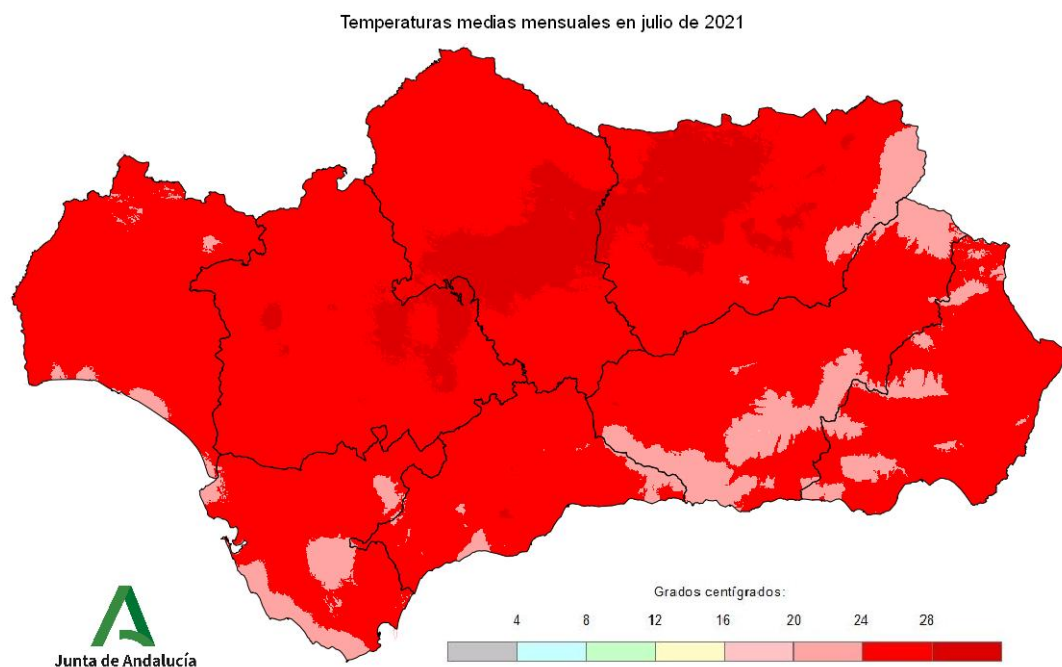 Temperaturas medias mensuales en julio de 2021
Grados centígrados:
4 8 12 16 20 24 28
Junta de Andalucía